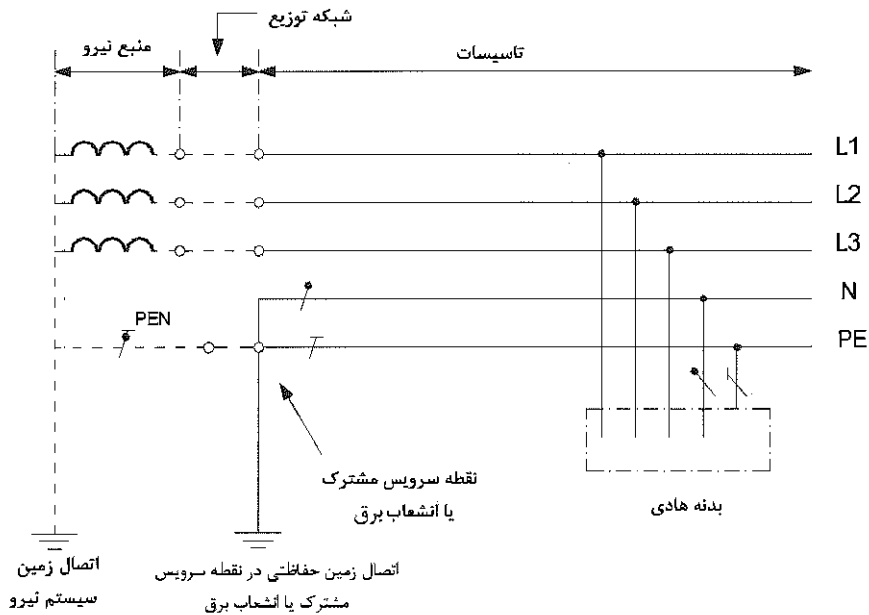 شبکه توزیع
منبع نیرو
تاسیسات
L1
L2
L3
N
PEN
PE
نقطه سرویس مشترک
یا انشعاب برق
بدنه هادی
اتصال زمین
سیستم نیرو
اتصال زمین حفاظتی در نقطه سرویس
مشترک یا انشعاب برق